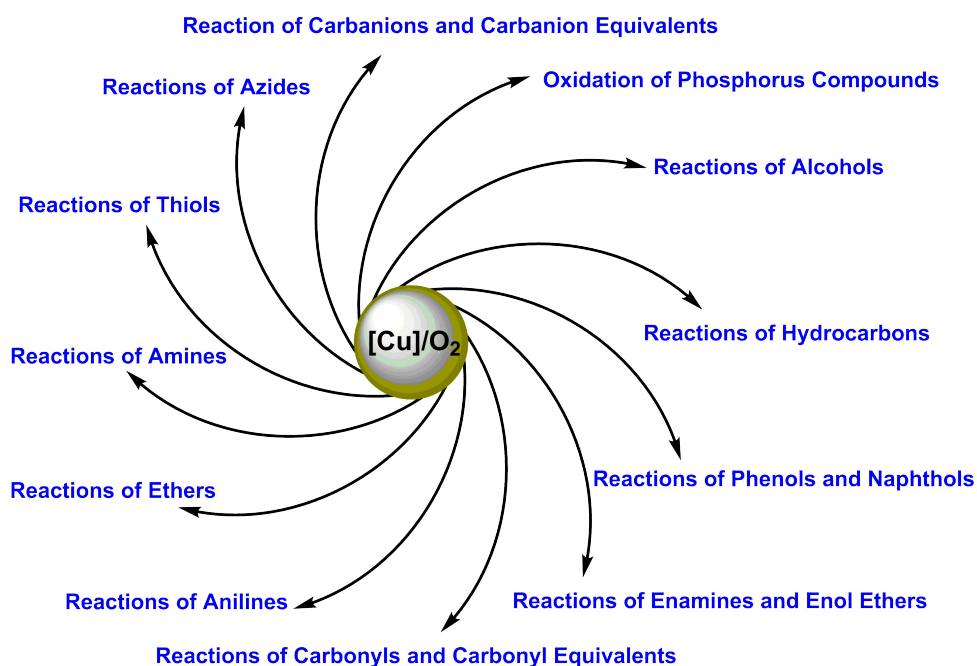 Reaction of Carbanions and Carbanion Equivalents
Oxidation of Phosphorus Compounds
Reactions of Azides
Reactions of Alcohols
Reactions of Thiols
Reactions of Hydrocarbons
[Cu]/O₂
Reactions of Amines
Reactions of Phenols and Naphthols
Reactions of Ethers
Reactions of Enamines and Enol Ethers
Reactions of Anilines
Reactions of Carbonyls and Carbonyl Equivalents